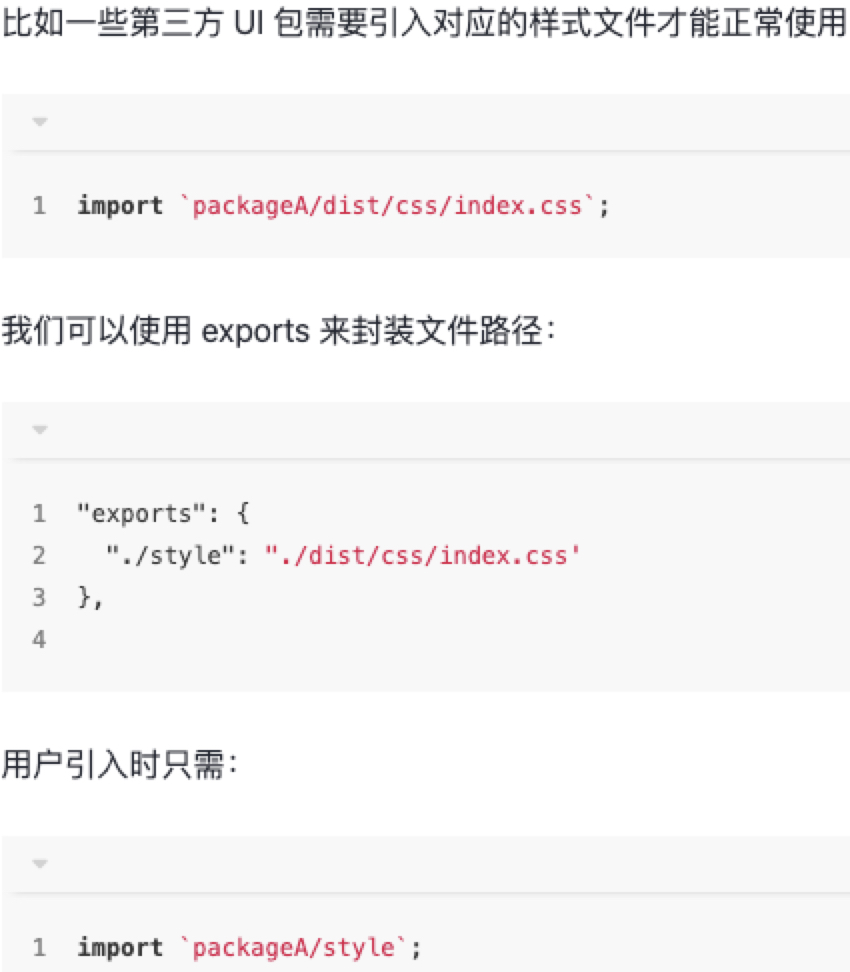 比如一些第三方 UI 包需要引入对应的样式文件才能正常使用
1 import `packageA/dist/css/index.css`;
我们可以使用 exports 来封装文件路径：
1 "exports": {
2   "./style": "./dist/css/index.css'
3 },
4
用户引入时只需：
1 import `packageA/style`;